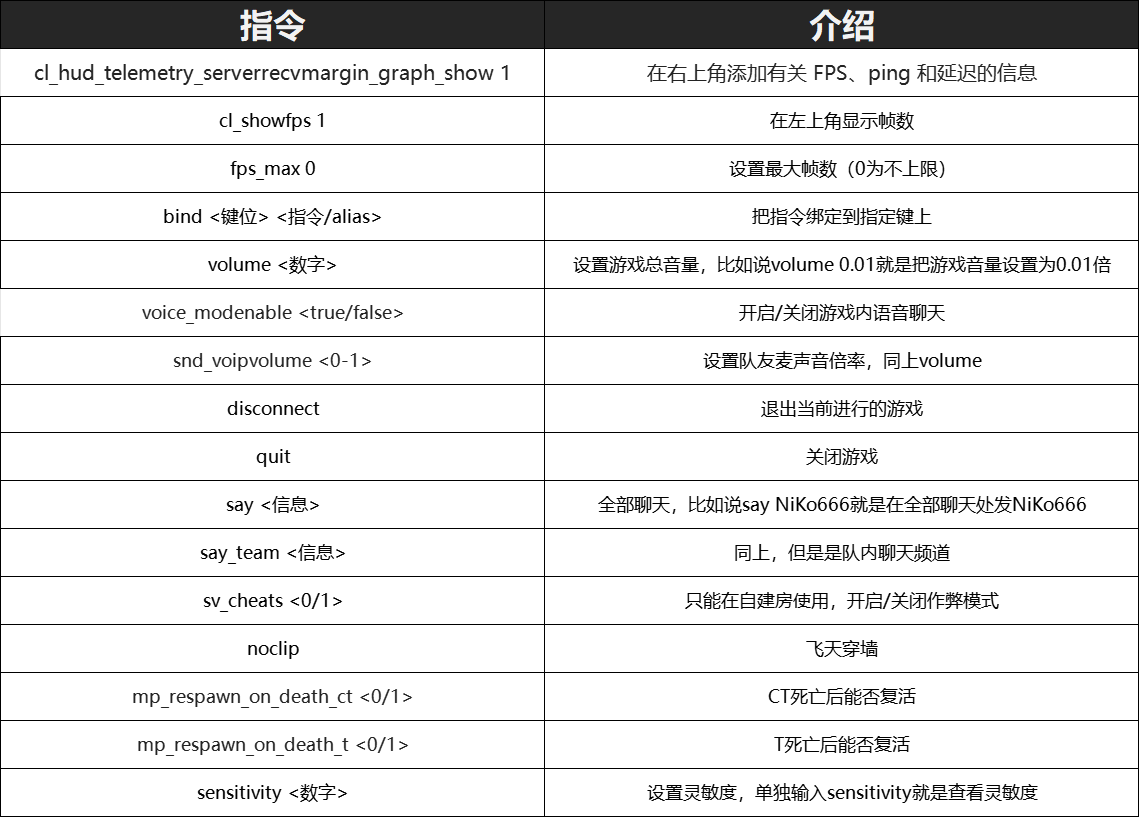 指令 介绍
cl_hud_telemetry_serverrecvmargin_graph_show 1 在右上角添加有关 FPS、ping 和延迟的信息
cl_showfps 1 在左上角显示帧数
fps_max 0 设置最大帧数（0为不上限）
bind <键位> <指令/alias> 把指令绑定到指定键上
volume <数字> 设置游戏总音量，比如说volume 0.01就是把游戏音量设置为0.01倍
voice_modenable <true/false> 开启/关闭游戏内语音聊天
snd_voipvolume <0-1> 设置队友麦声音倍率，同上volume
disconnect 退出当前进行的游戏
quit 关闭游戏
say <信息> 全部聊天，比如说say NiKo666就是在全部聊天处发NiKo666
say_team <信息> 同上，但是是队内聊天频道
sv_cheats <0/1> 只能在自建房使用，开启/关闭作弊模式
noclip 飞天穿墙
mp_respawn_on_death_ct <0/1> CT死亡后能否复活
mp_respawn_on_death_t <0/1> T死亡后能否复活
sensitivity <数字> 设置灵敏度，单独输入sensitivity就是查看灵敏度